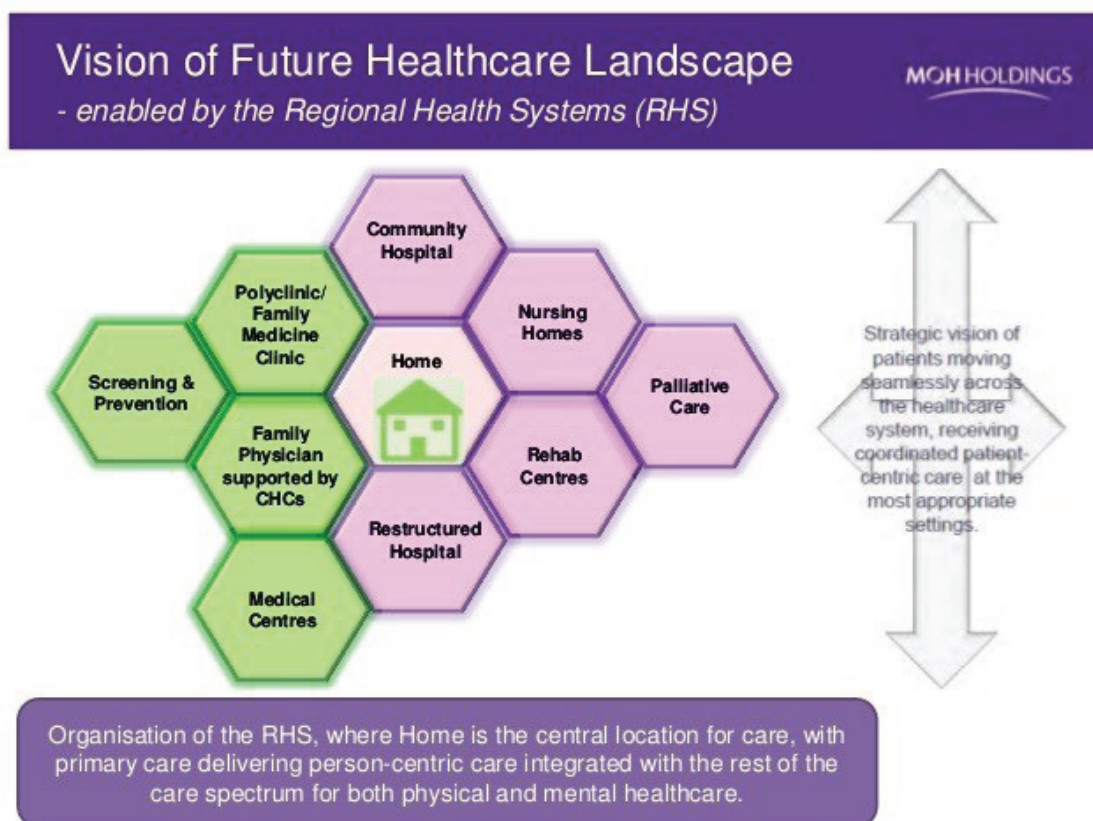 Vision of Future Healthcare Landscape
- enabled by the Regional Health Systems (RHS)
MOHHOLDINGS
Community
Hospital
Polyclinic/
Family
Medicine
Clinic
Nursing
Homes
Screening &
Prevention
Home
Palliative
Care
Family
Physician
supported by
CHCs
Rehab
Centres
Restructured
Hospital
Medical
Centres
Strategic vision of
patients moving
seamlessly across
the healthcare
system, receiving
coordinated patient-
centric care at the
most appropriate
settings.
Organisation of the RHS, where Home is the central location for care, with
primary care delivering person-centric care integrated with the rest of the
care spectrum for both physical and mental healthcare.